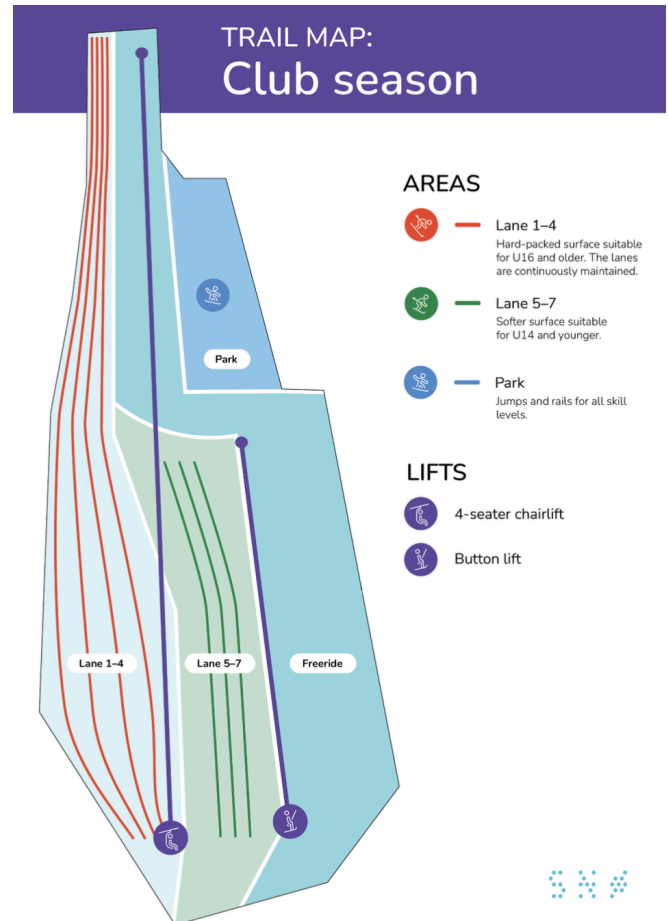 TRAIL MAP:
Club season
AREAS
Lane 1–4
Hard-packed surface suitable
for U16 and older. The lanes
are continuously maintained.
Lane 5–7
Softer surface suitable
for U14 and younger.
Park
Jumps and rails for all skill
levels.
LIFTS
4-seater chairlift
Button lift
Park
Lane 1–4
Lane 5–7
Freeride
SNØ